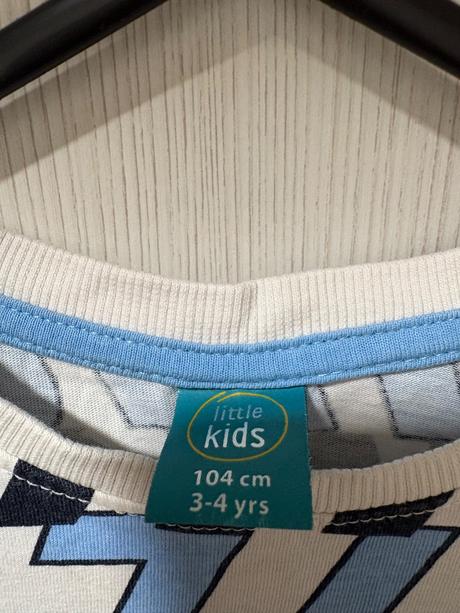 little
kids
104 cm
3-4 yrs